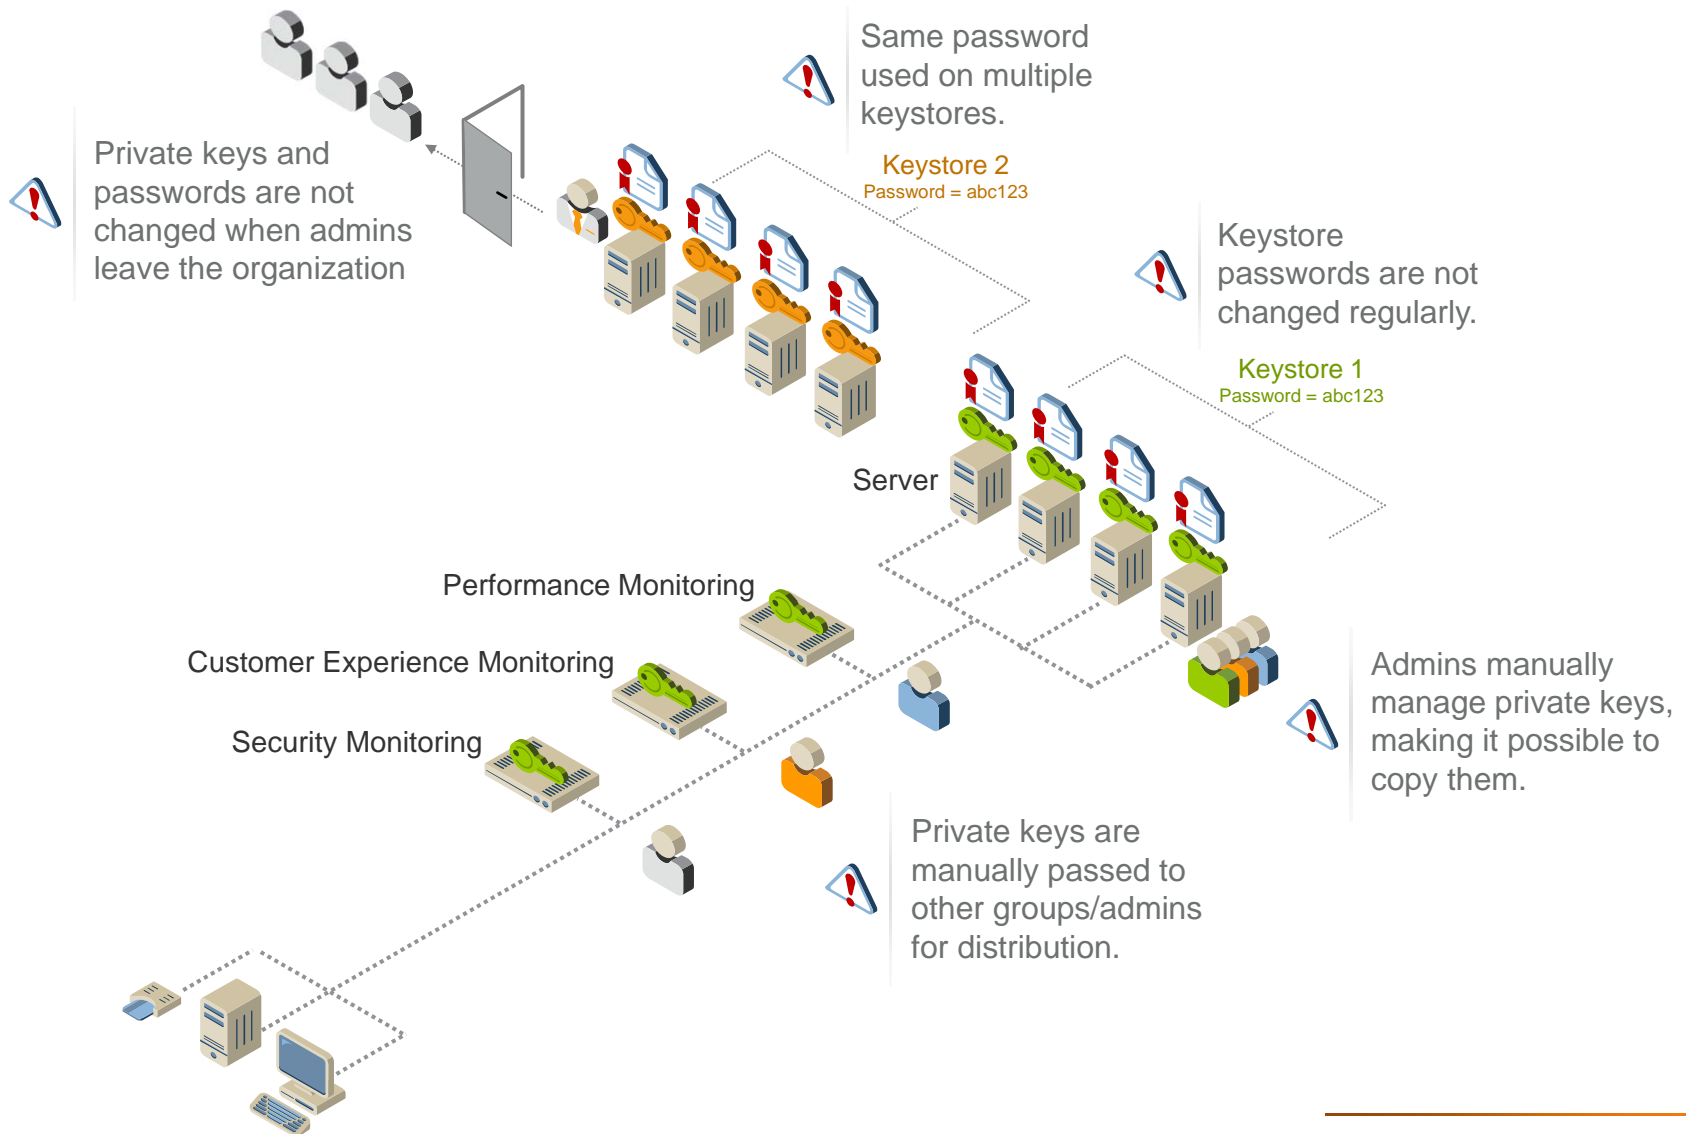 Same password
used on multiple
keystores.
Keystore 2
Password = abc123
Private keys and
passwords are not
changed when admins
leave the organization
Keystore
passwords are not
changed regularly.
Keystore 1
Password = abc123
Server
Performance Monitoring
Customer Experience Monitoring
Security Monitoring
Admins manually
manage private keys,
making it possible to
copy them.
Private keys are
manually passed to
other groups/admins
for distribution.